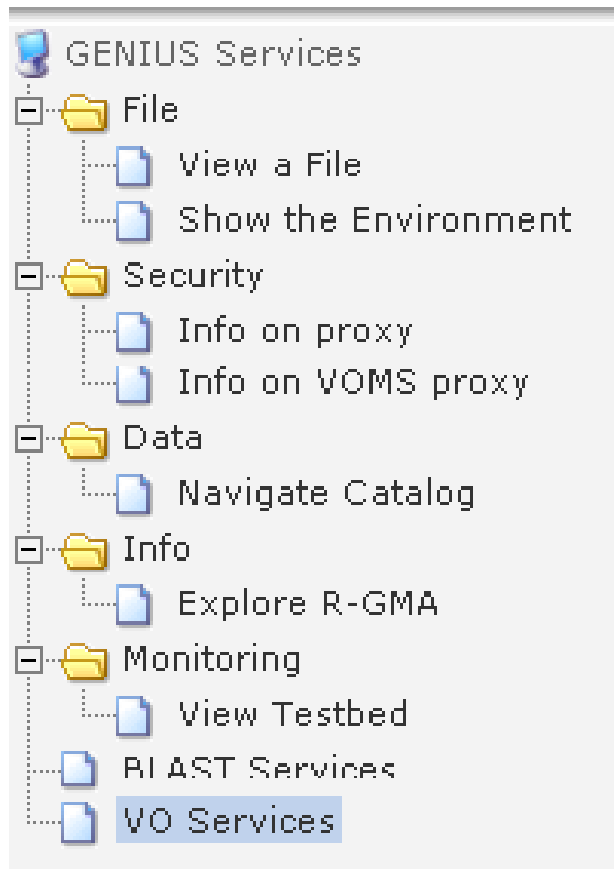 GENIUS Services
File
View a File
Show the Environment
Security
Info on proxy
Info on VOMS proxy
Data
Navigate Catalog
Info
Explore R-GMA
Monitoring
View Testbed
BLAST Services
VO Services